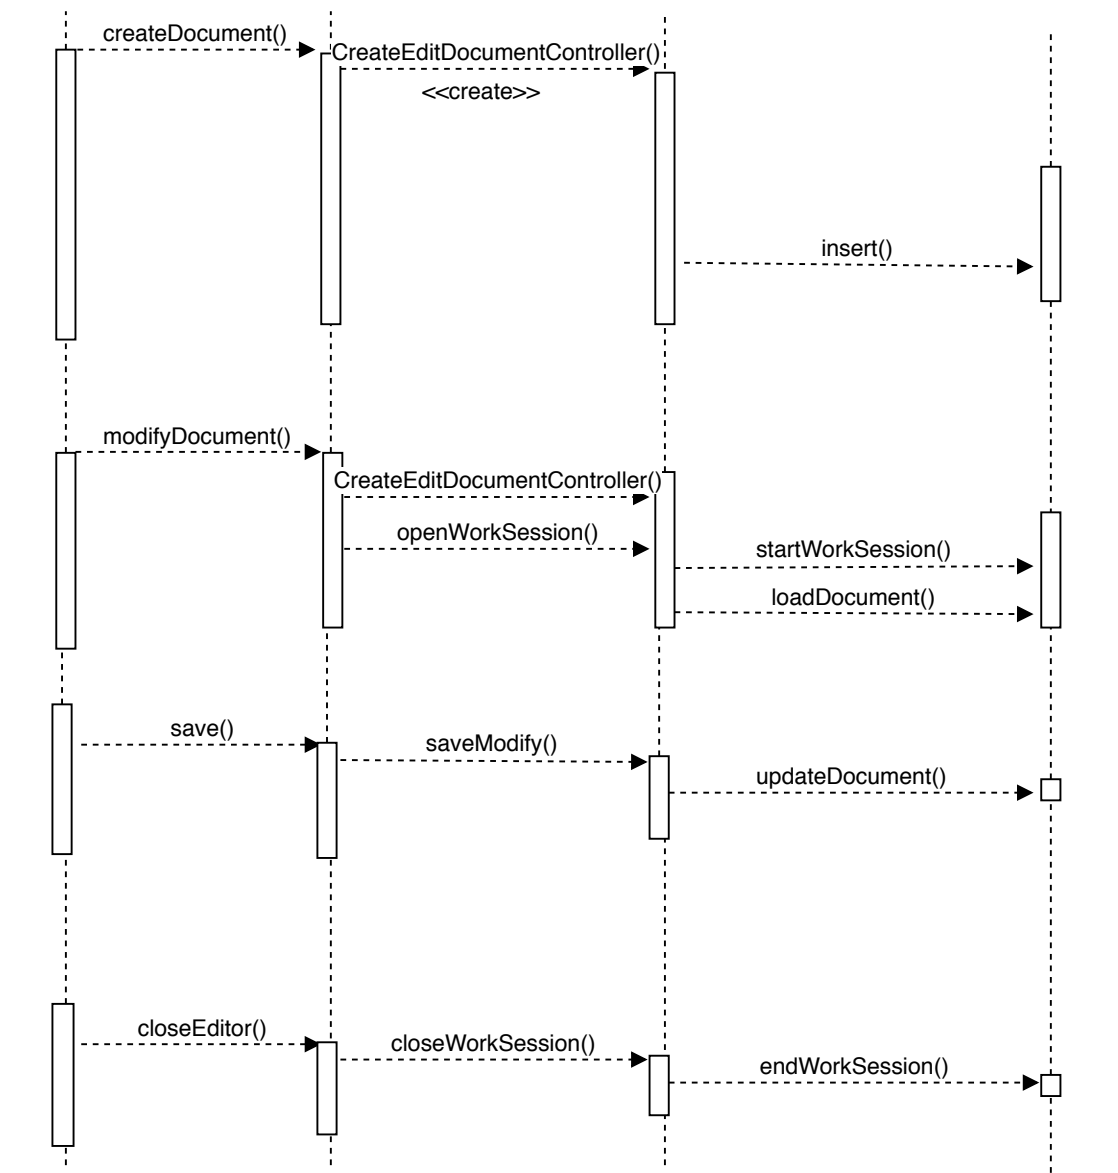 createDocument()
CreateEditDocumentController()
<<create>>
insert()
modifyDocument()
CreateEditDocumentController()
openWorkSession()
startWorkSession()
loadDocument()
save()
saveModify()
updateDocument()
closeEditor()
closeWorkSession()
endWorkSession()